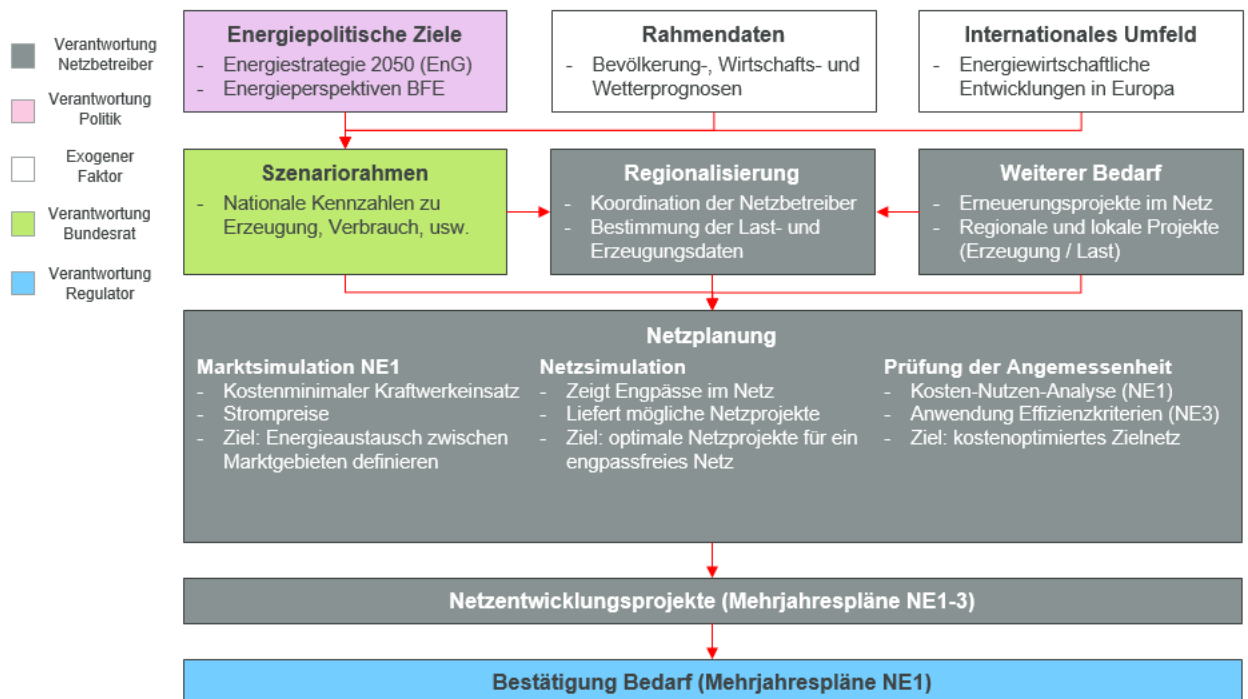 Verantwortung
Netzbetreiber
Verantwortung
Politik
Exogener
Faktor
Verantwortung
Bundesrat
Verantwortung
Regulator
Energiepolitische Ziele
- Energiestrategie 2050 (EnG)
- Energieperspektiven BFE
Rahmendaten
- Bevölkerung-, Wirtschafts- und
Wetterprognosen
Internationales Umfeld
- Energiewirtschaftliche
Entwicklungen in Europa
Szenariorahmen
- Nationale Kennzahlen zu
Erzeugung, Verbrauch, usw.
Regionalisierung
- Koordination der Netzbetreiber
- Bestimmung der Last- und
Erzeugungsdaten
Weiterer Bedarf
- Erneuerungsprojekte im Netz
- Regionale und lokale Projekte
(Erzeugung / Last)
Netzplanung
Marktsimulation NE1
- Kostenminimaler Kraftwerkeinsatz
- Strompreise
- Ziel: Energieaustausch zwischen
Marktgebieten definieren
Netzsimulation
- Zeigt Engpässe im Netz
- Liefert mögliche Netzprojekte
- Ziel: optimale Netzprojekte für ein
engpassfreies Netz
Prüfung der Angemessenheit
- Kosten-Nutzen-Analyse (NE1)
- Anwendung Effizienzkriterien (NE3)
- Ziel: kostenoptimiertes Zielnetz
Netzentwicklungsprojekte (Mehrjahrespläne NE1-3)
Bestätigung Bedarf (Mehrjahrespläne NE1)